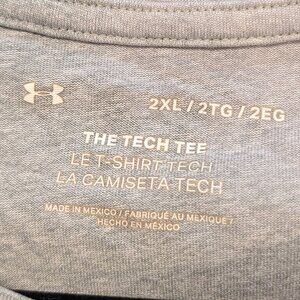 2XL / 2TG / 2EG
THE TECH TEE
LE T-SHIRT TECH
LA CAMISETA TECH
MADE IN MEXICO / FABRIQUÉ AU MEXIQUE /
HECHO EN MÉXICO